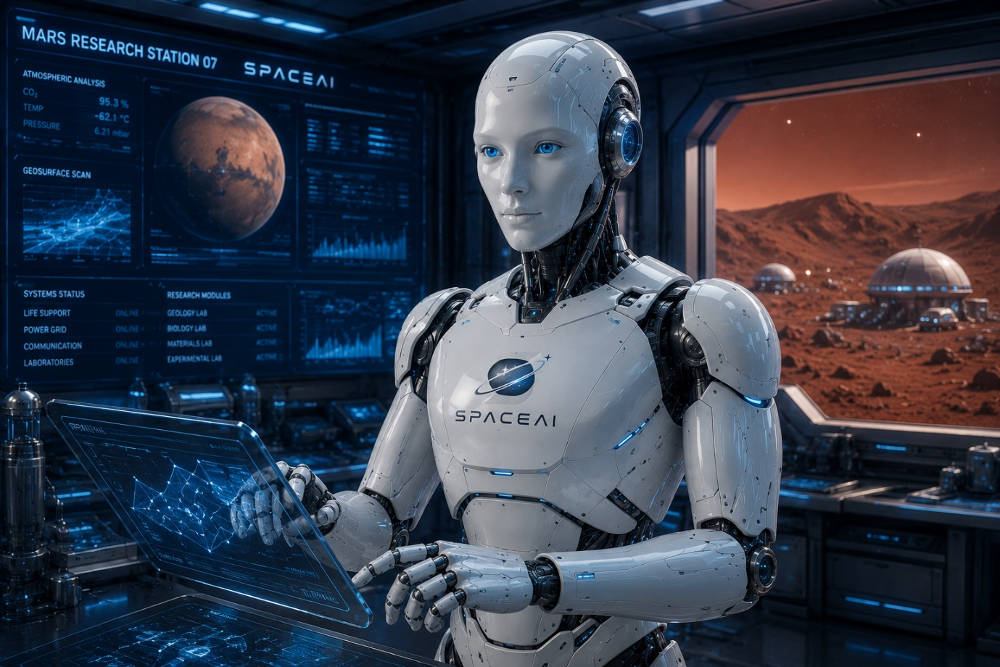 MARS RESEARCH STATION 07
SPACEAI
ATMOSPHERIC ANALYSIS
CO₂ 95.3 %
TEMP -62.1 °C
PRESSURE 6.21 mbar
GEOSURFACE SCAN
SYSTEMS STATUS
LIFE SUPPORT ONLINE
POWER GRID ONLINE
COMMUNICATION ONLINE
LABORATORIES ONLINE
RESEARCH MODULES
GEOLOGY LAB ACTIVE
BIOLOGY LAB ACTIVE
MATERIALS LAB ACTIVE
EXPERIMENTAL LAB ACTIVE
SPACEAI